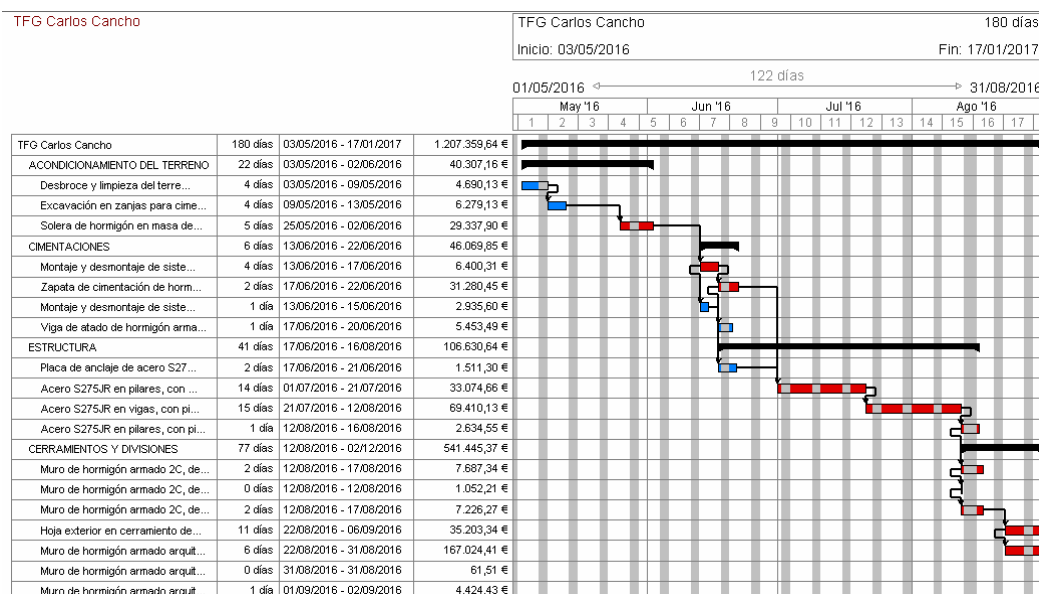 TFG Carlos Cancho
TFG Carlos Cancho 180 días
Inicio: 03/05/2016 Fin: 17/01/2017
122 días
01/05/2016 31/08/2016
May '16 Jun '16 Jul '16 Ago '16
1 2 3 4 5 6 7 8 9 10 11 12 13 14 15 16 17
TFG Carlos Cancho 180 días 03/05/2016 - 17/01/2017 1.207.359,64 €
ACONDICIONAMIENTO DEL TERRENO 22 días 03/05/2016 - 02/06/2016 40.307,16 €
Desbroce y limpieza del terre... 4 días 03/05/2016 - 09/05/2016 4.690,13 €
Excavación en zanjas para cime... 4 días 09/05/2016 - 13/05/2016 6.279,13 €
Solera de hormigón en masa de... 5 días 25/05/2016 - 02/06/2016 29.337,90 €
CIMENTACIONES 6 días 13/06/2016 - 22/06/2016 46.069,85 €
Montaje y desmontaje de siste... 4 días 13/06/2016 - 17/06/2016 6.400,31 €
Zapata de cimentación de horm... 2 días 17/06/2016 - 22/06/2016 31.280,45 €
Montaje y desmontaje de siste... 1 día 13/06/2016 - 15/06/2016 2.935,60 €
Viga de atado de hormigón arma... 1 día 17/06/2016 - 20/06/2016 5.453,49 €
ESTRUCTURA 41 días 17/06/2016 - 16/08/2016 106.630,64 €
Placa de anclaje de acero S27... 2 días 17/06/2016 - 21/06/2016 1.511,30 €
Acero S275JR en pilares, con ... 14 días 01/07/2016 - 21/07/2016 33.074,66 €
Acero S275JR en vigas, con pi... 15 días 21/07/2016 - 12/08/2016 69.410,13 €
Acero S275JR en pilares, con pi... 1 día 12/08/2016 - 16/08/2016 2.634,55 €
CERRAMIENTOS Y DIVISIONES 77 días 12/08/2016 - 02/12/2016 541.445,37 €
Muro de hormigón armado 2C, de... 2 días 12/08/2016 - 17/08/2016 7.687,34 €
Muro de hormigón armado 2C, de... 0 días 12/08/2016 - 12/08/2016 1.052,21 €
Muro de hormigón armado 2C, de... 2 días 12/08/2016 - 17/08/2016 7.226,27 €
Hoja exterior en cerramiento de... 11 días 22/08/2016 - 06/09/2016 35.203,34 €
Muro de hormigón armado arquit... 6 días 22/08/2016 - 31/08/2016 167.024,41 €
Muro de hormigón armado arquit... 0 días 31/08/2016 - 31/08/2016 61,51 €
Muro de hormigón armado arquit... 1 día 01/09/2016 - 02/09/2016 4.424,43 €